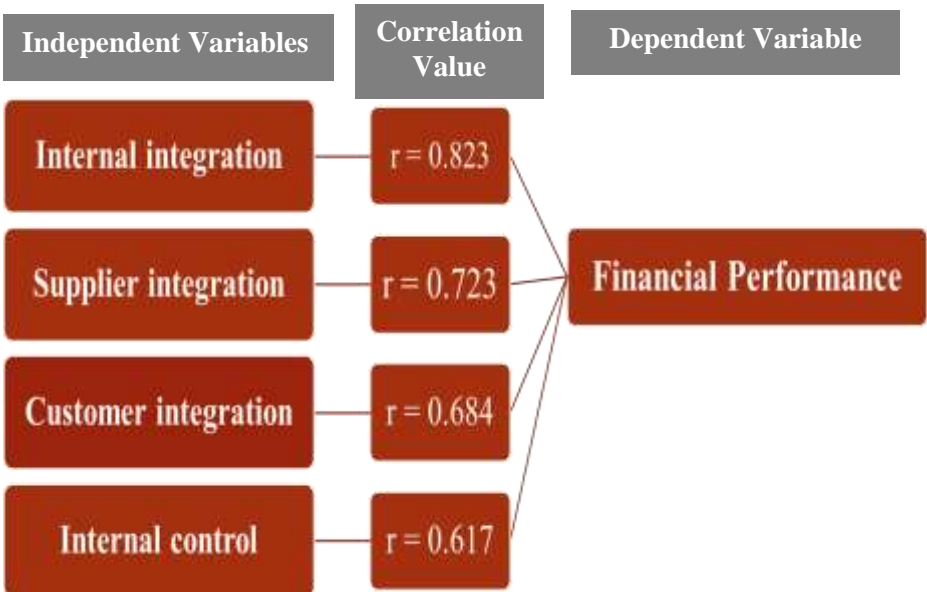 Independent Variables
Correlation
Value
Dependent Variable
Internal integration
r = 0.823
Supplier integration
r = 0.723
Financial Performance
Customer integration
r = 0.684
Internal control
r = 0.617